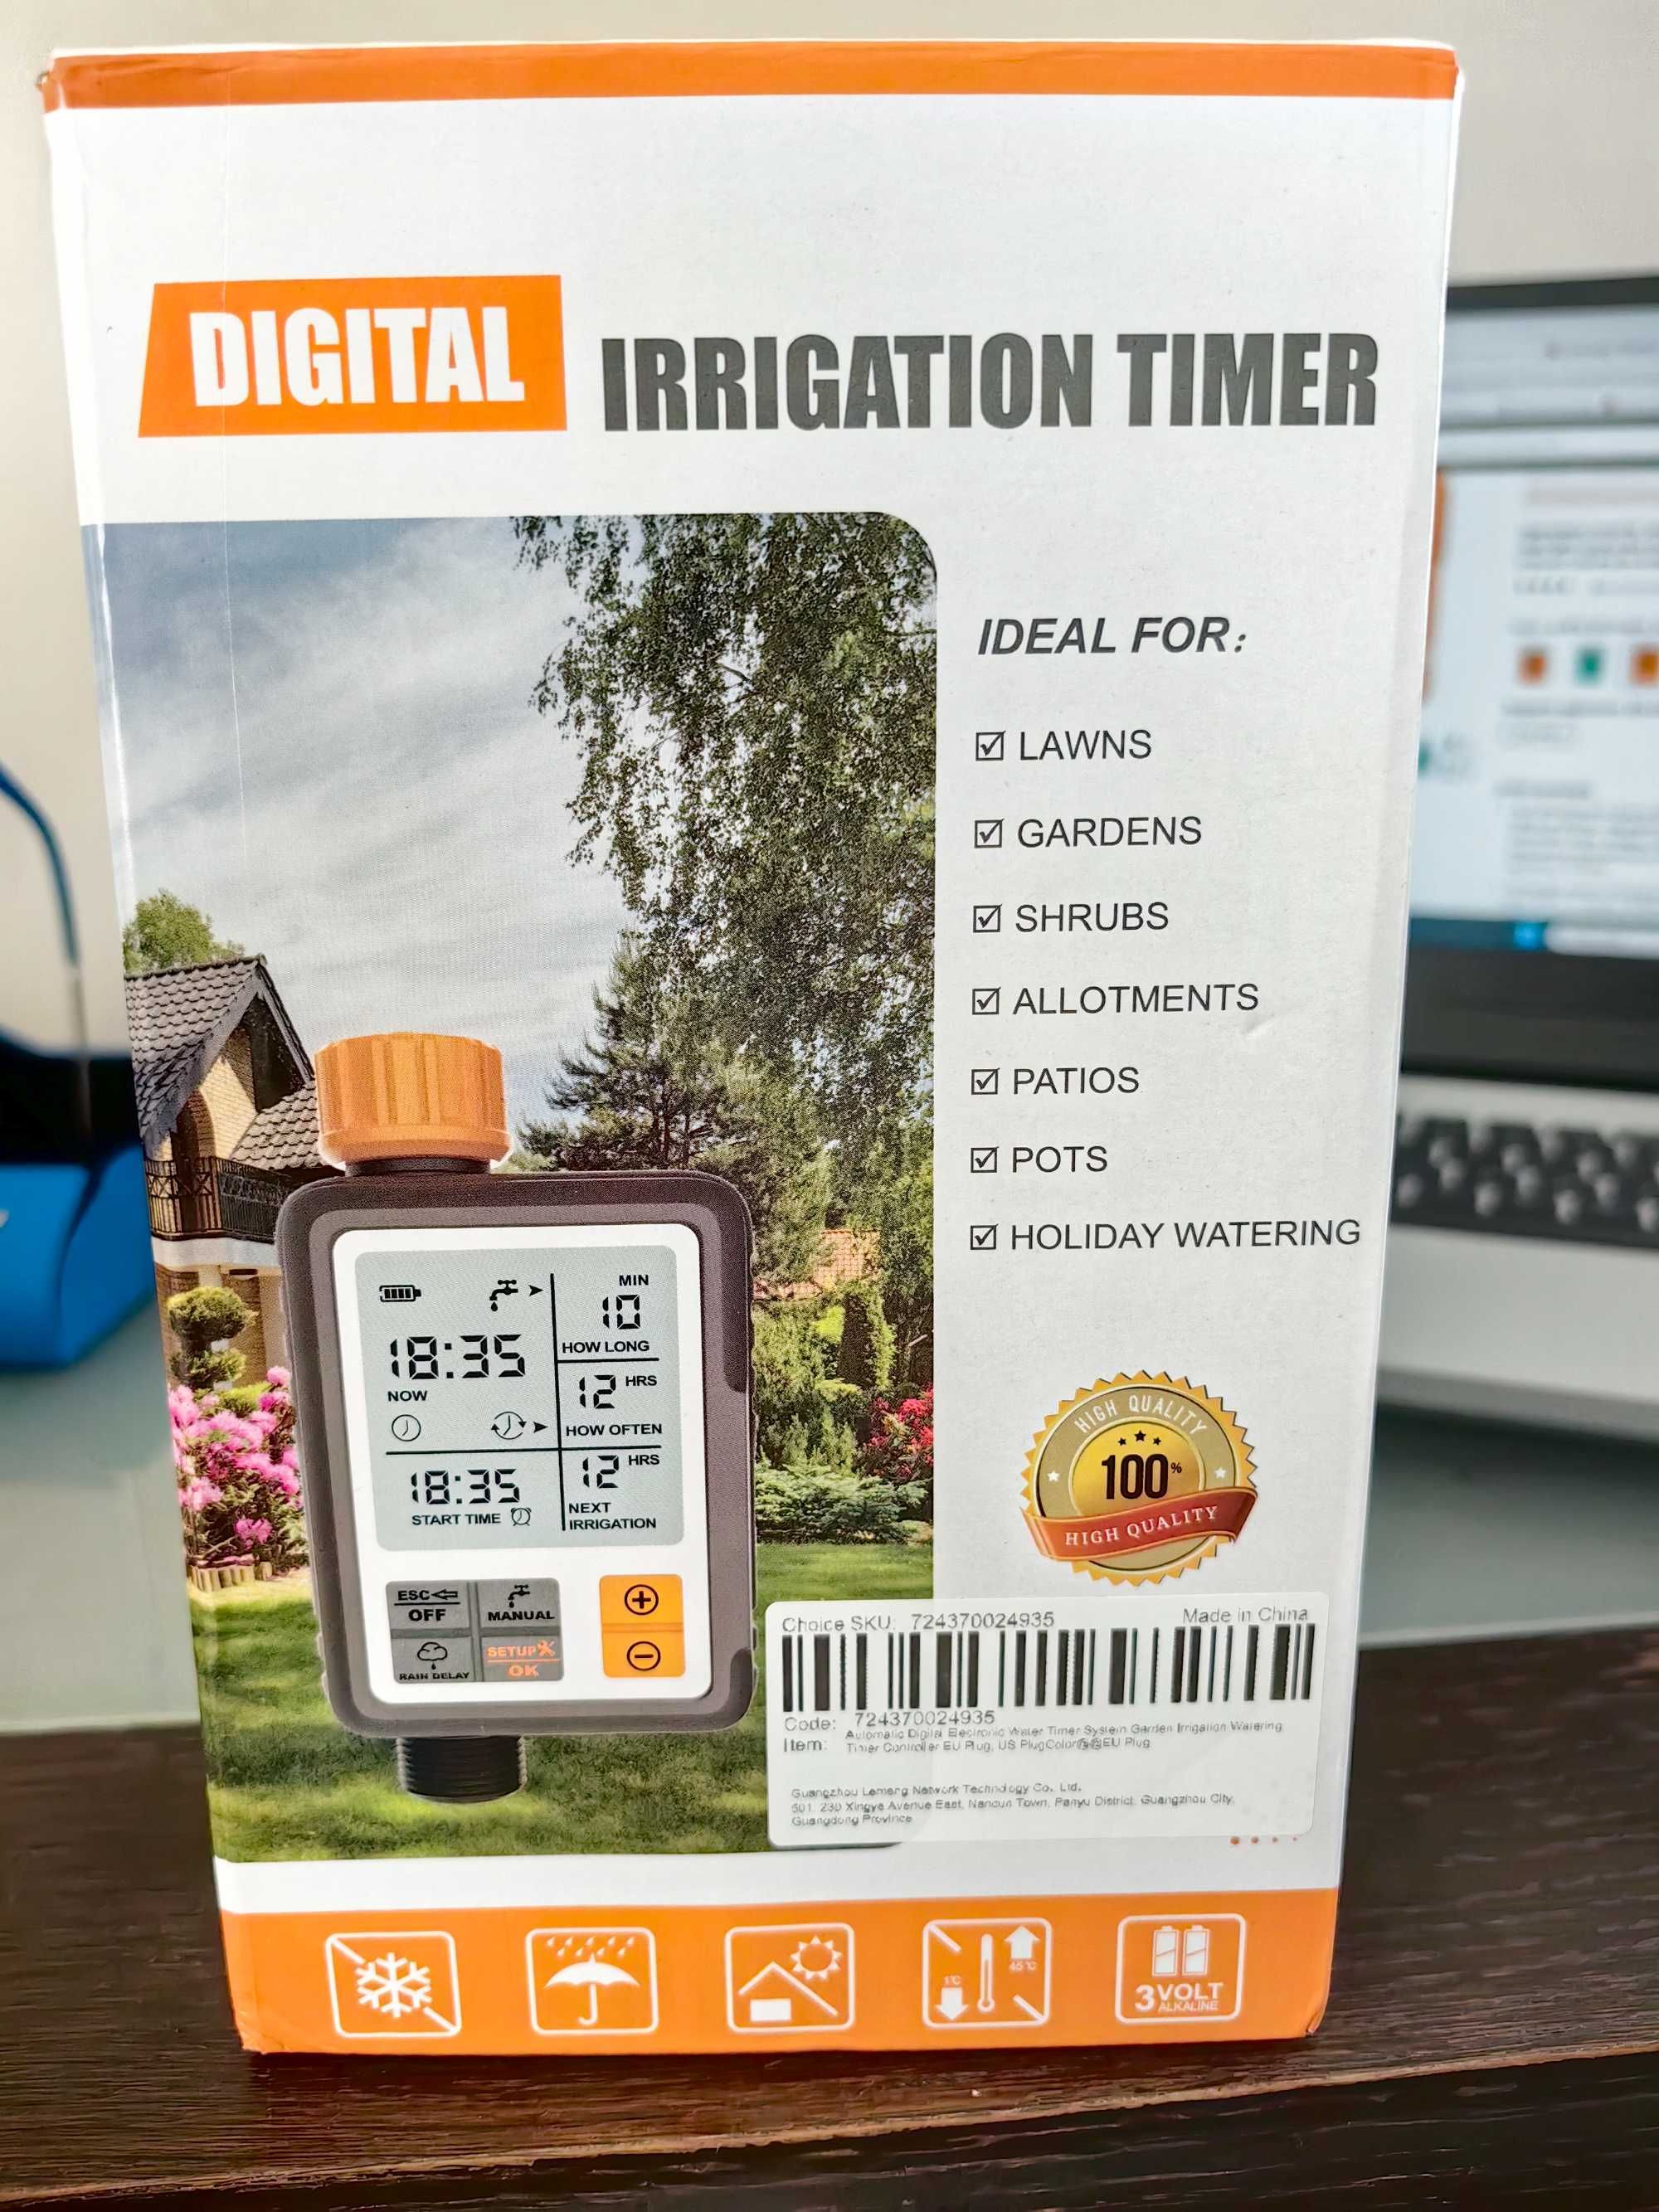 DIGITAL IRRIGATION TIMER
IDEAL FOR:
LAWNS
GARDENS
SHRUBS
ALLOTMENTS
PATIOS
POTS
HOLIDAY WATERING
MIN
10
HOW LONG
18:35
NOW
12 HRS
HOW OFTEN
18:35
START TIME
12 HRS
NEXT
IRRIGATION
ESC
OFF
MANUAL
RAIN DELAY
SETUP
OK
HIGH QUALITY
100%
HIGH QUALITY
Choice SKU: 724370024935 Made in China
Code: 724370024935
Item: Automatic Digital Electronic Water Timer System Garden Irrigation Watering
Timer Controller EU Plug, US PlugColor EU Plug
Guangzhou Lemeng Network Technology Co., Ltd.
501, 230 Xingye Avenue East, Nancun Town, Panyu District, Guangzhou City,
Guangdong Province
45°C
3VOLT
ALKALINE